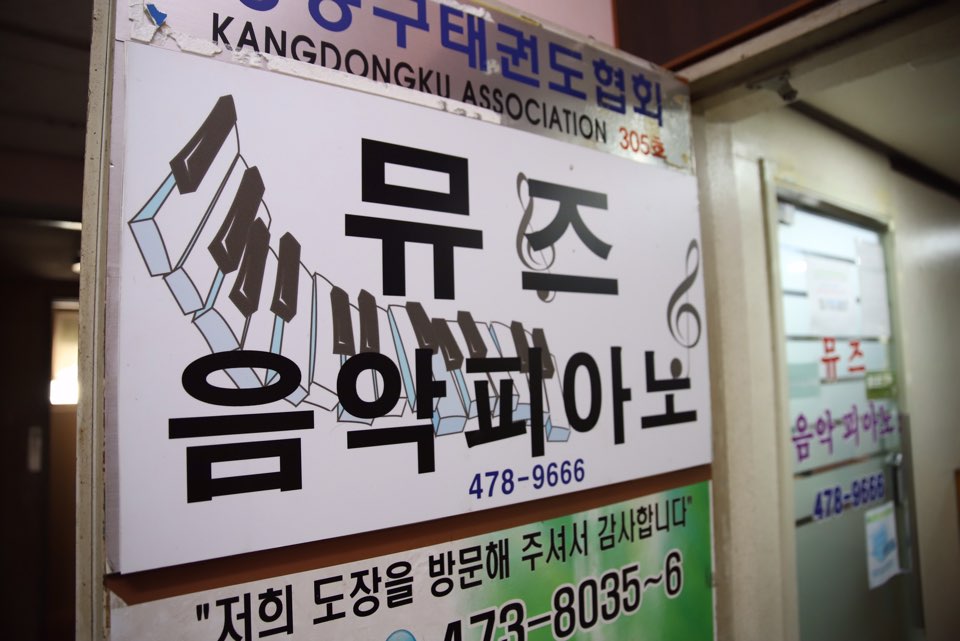 구태권도협회
KANGDONGKU ASSOCIATION 305호
뮤즈
음악피아노
478-9666
"저희 도장을 방문해 주셔서 감사합니다"
473-8035~6
뮤즈
음악피아노
478-9666